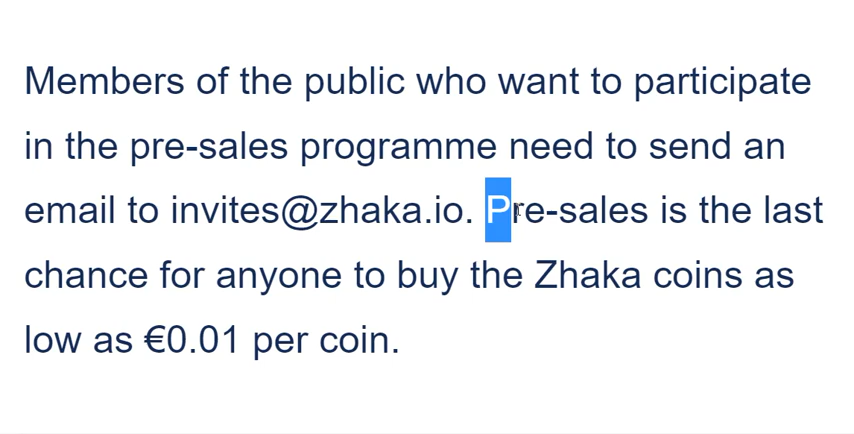 Members of the public who want to participate
in the pre-sales programme need to send an
email to invites@zhaka.io. Pre-sales is the last
chance for anyone to buy the Zhaka coins as
low as €0.01 per coin.